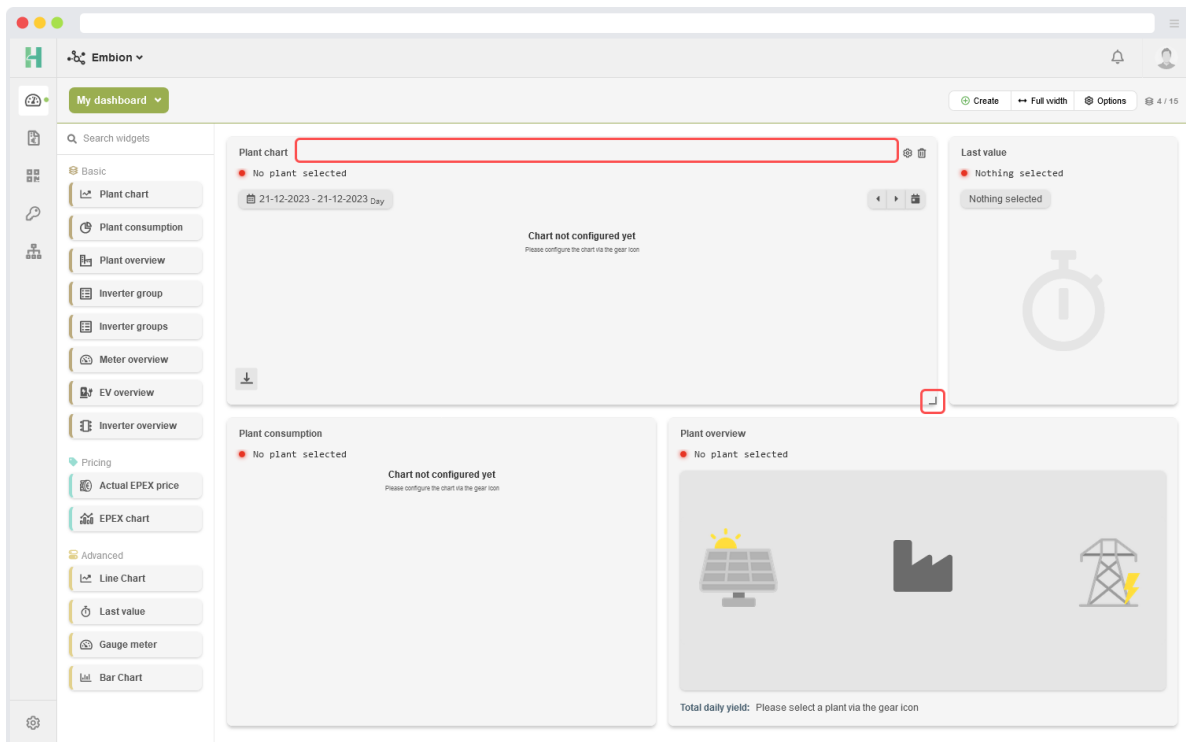 Embion
My dashboard
Create
Full width
Options
4 / 15
Search widgets
Basic
Plant chart
Plant consumption
Plant overview
Inverter group
Inverter groups
Meter overview
EV overview
Inverter overview
Pricing
Actual EPEX price
EPEX chart
Advanced
Line Chart
Last value
Gauge meter
Bar Chart
Plant chart
No plant selected
21-12-2023 - 21-12-2023 Day
Chart not configured yet
Please configure the chart via the gear icon
Last value
Nothing selected
Nothing selected
Plant consumption
No plant selected
Chart not configured yet
Please configure the chart via the gear icon
Plant overview
No plant selected
Total daily yield: Please select a plant via the gear icon